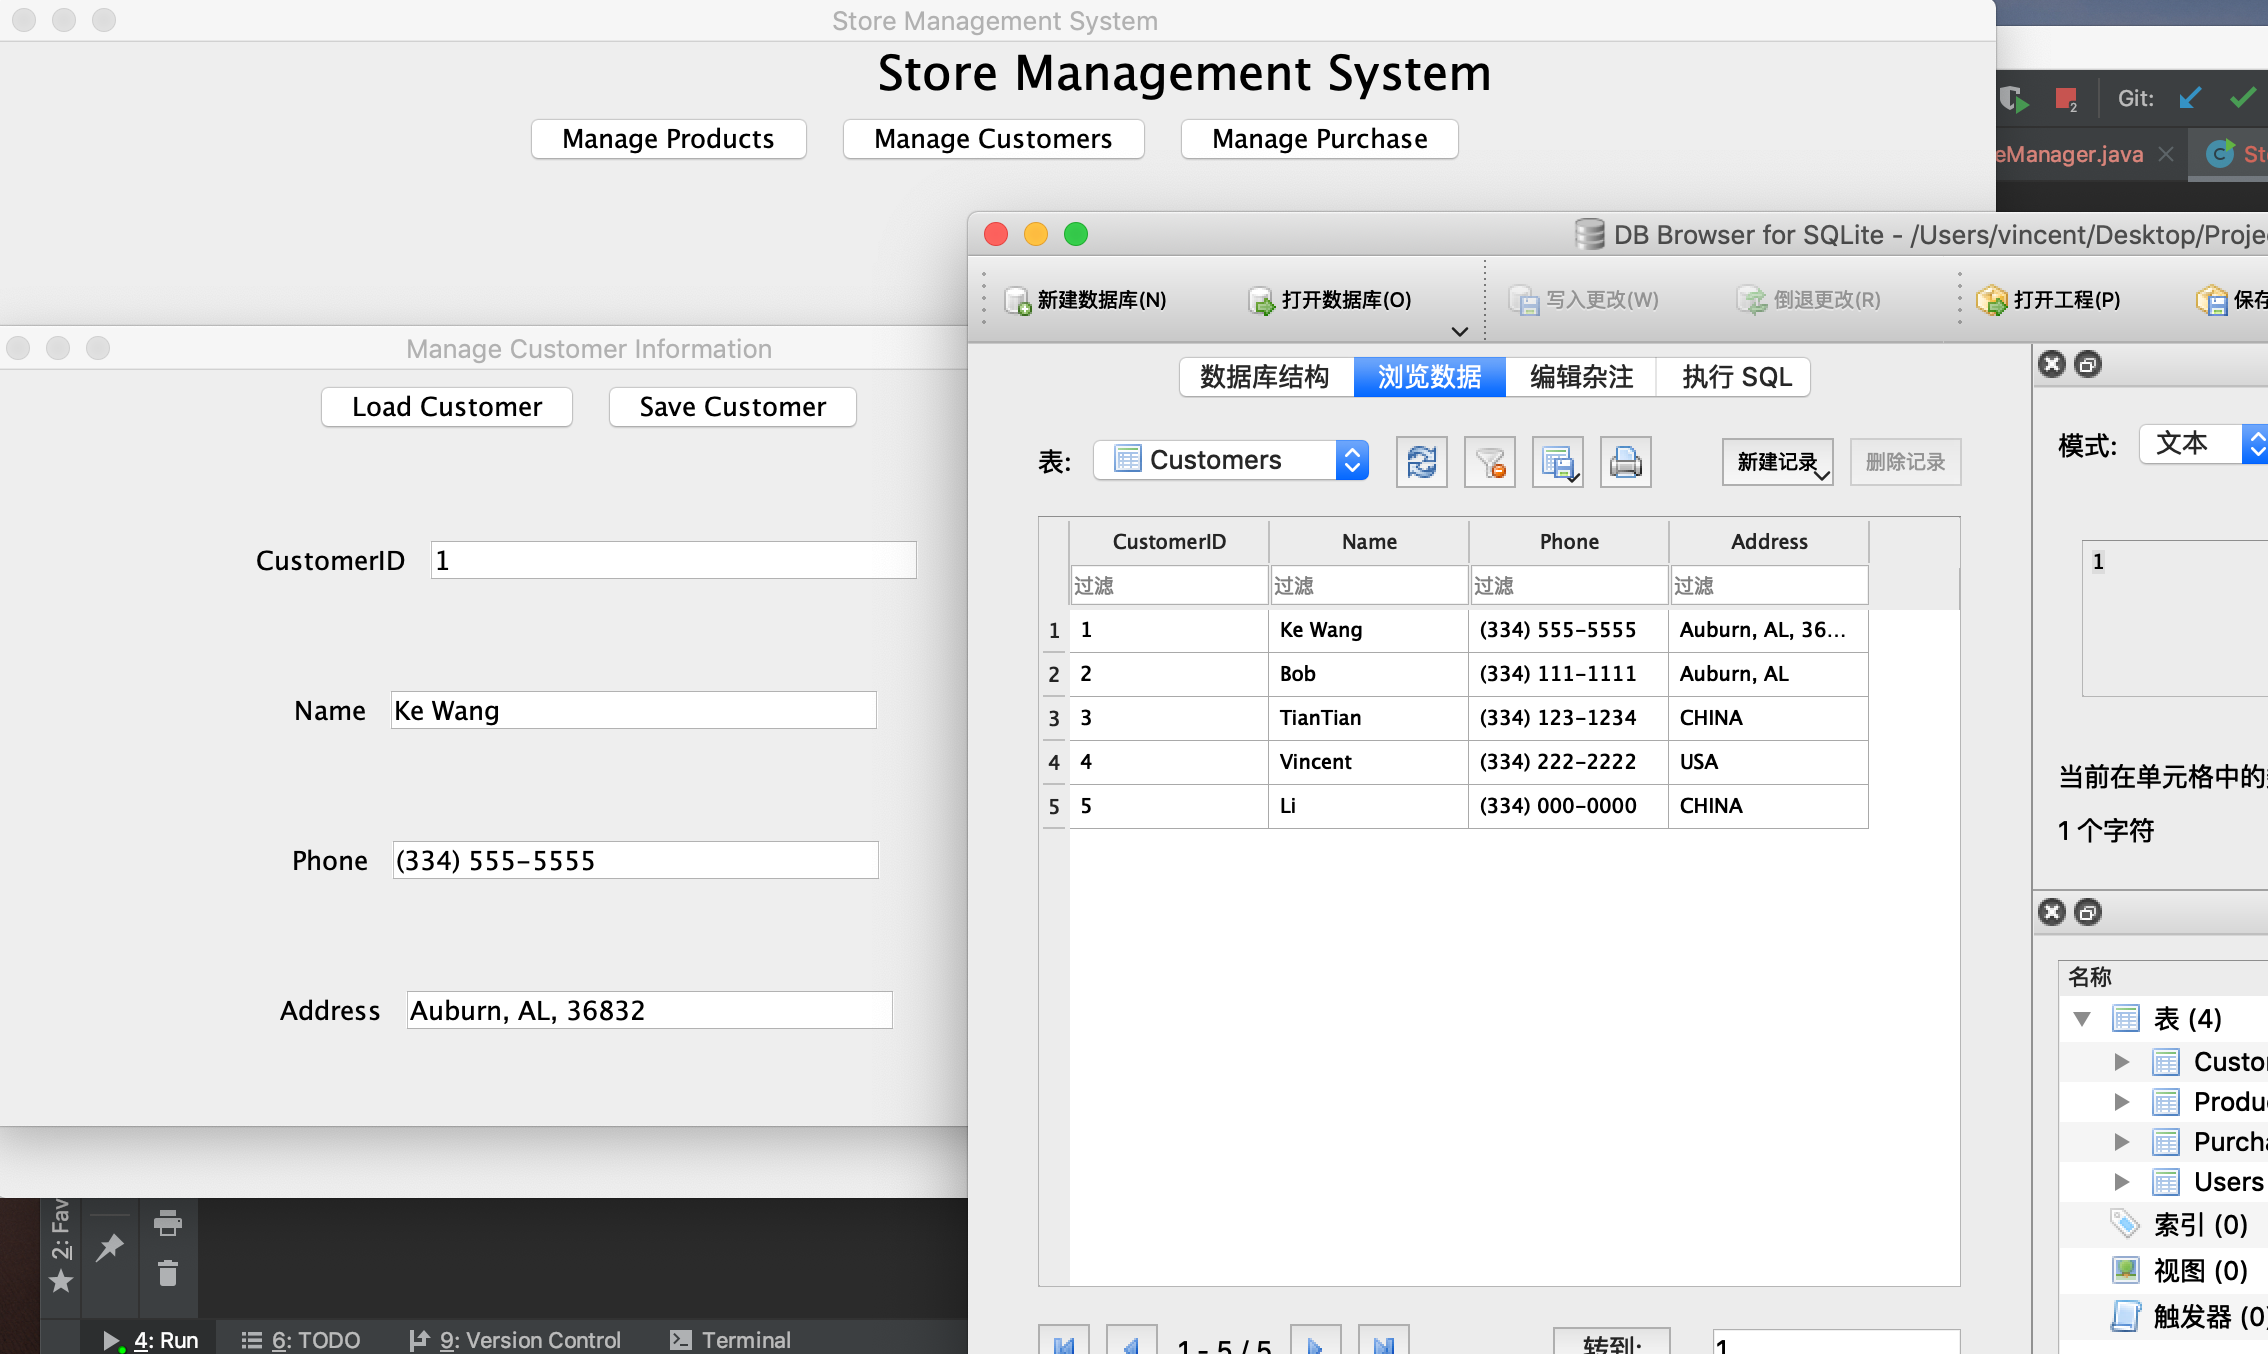 Store Management System
Store Management System
Manage Products Manage Customers Manage Purchase
Git:
eManager.java
Manage Customer Information
Load Customer Save Customer
CustomerID 1
Name Ke Wang
Phone (334) 555-5555
Address Auburn, AL, 36832
DB Browser for SQLite - /Users/vincent/Desktop/Proje
新建数据库(N) 打开数据库(O) 写入更改(W) 倒退更改(R) 打开工程(P) 保存
数据库结构 浏览数据 编辑杂注 执行 SQL
表: Customers 新建记录 删除记录
CustomerID Name Phone Address
过滤 过滤 过滤 过滤
1 1 Ke Wang (334) 555-5555 Auburn, AL, 36...
2 2 Bob (334) 111-1111 Auburn, AL
3 3 TianTian (334) 123-1234 CHINA
4 4 Vincent (334) 222-2222 USA
5 5 Li (334) 000-0000 CHINA
1 - 5 / 5 转到: 1
模式: 文本
1
当前在单元格中的
1 个字符
名称
表 (4)
Custo
Produ
Purcha
Users
索引 (0)
视图 (0)
触发器 (0)
2: Fav
4: Run 6: TODO 9: Version Control Terminal